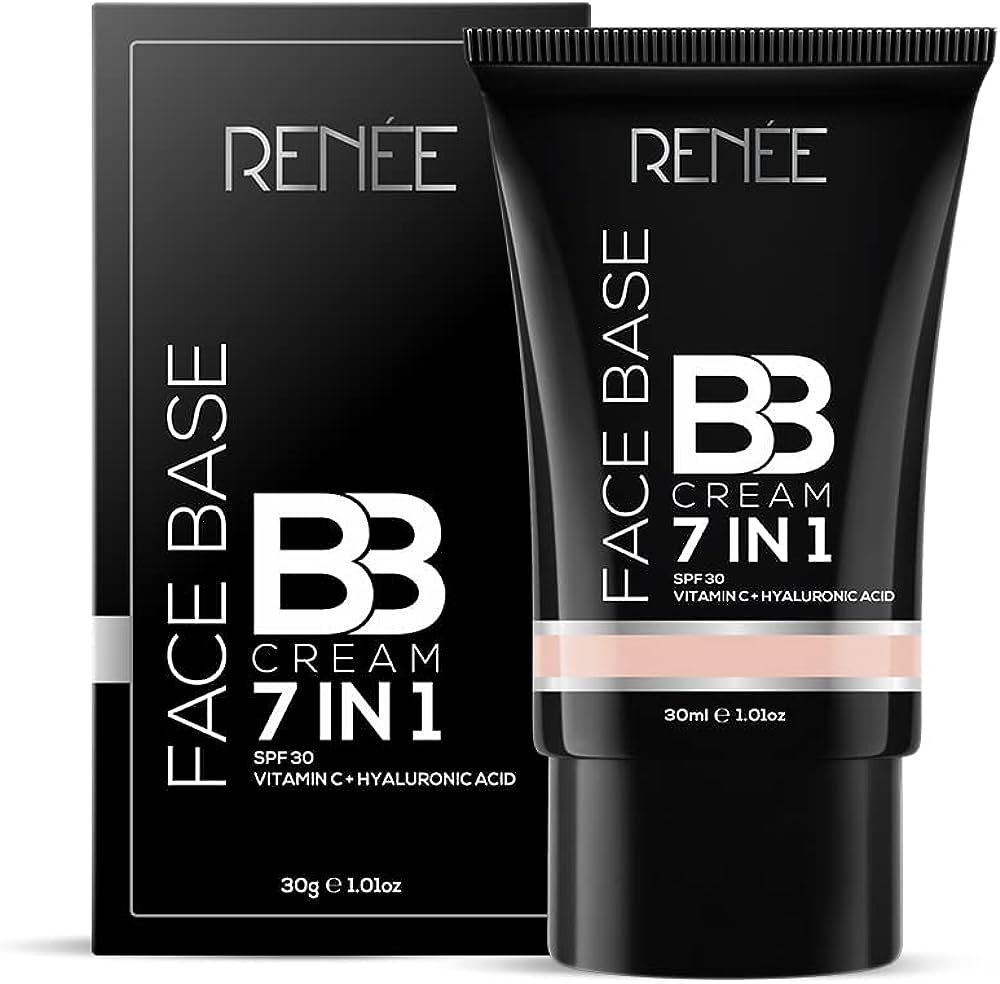 RENÉE
FACE BASE
BB
CREAM
7 IN 1
SPF 30
VITAMIN C + HYALURONIC ACID
30g e 1.01oz
RENÉE
FACE BASE
BB
CREAM
7 IN 1
SPF 30
VITAMIN C + HYALURONIC ACID
30ml e 1.01oz